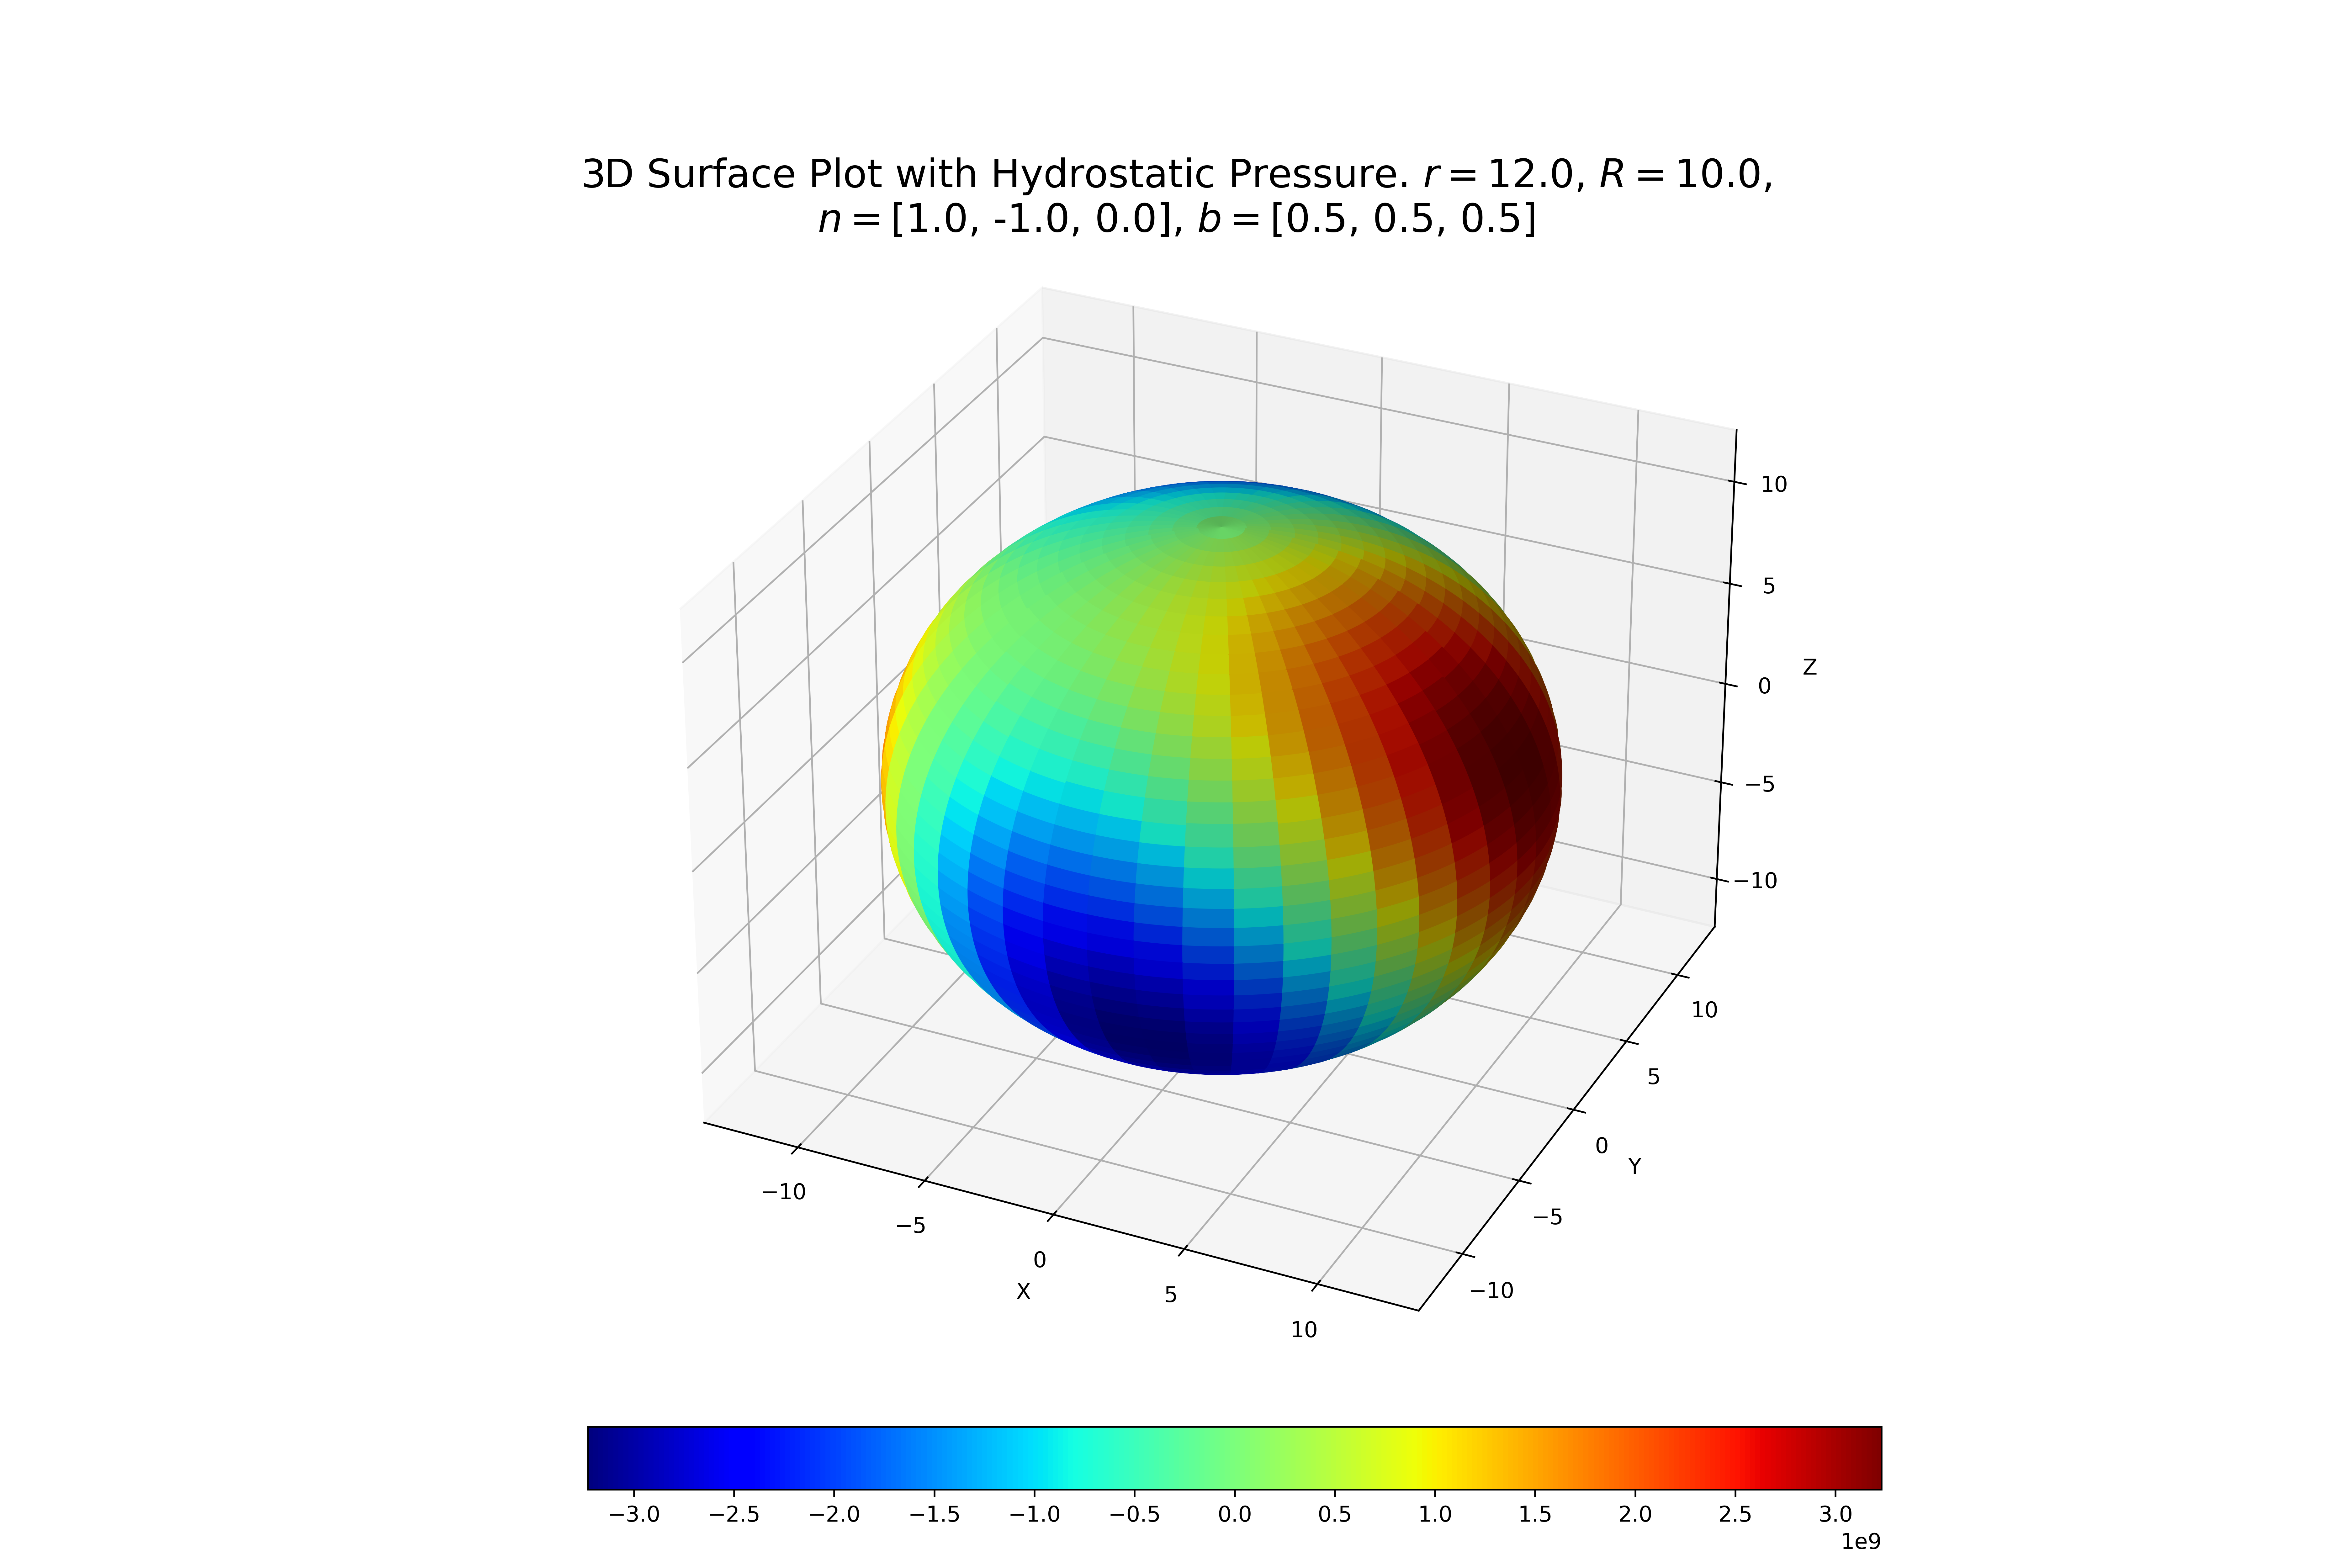 3D Surface Plot with Hydrostatic Pressure. r = 12.0, R = 10.0,
n = [1.0, -1.0, 0.0], b = [0.5, 0.5, 0.5]
10
5
0
Z
−5
−10
10
5
0
Y
−5
−10
−10
−5
0
X
5
10
−3.0 −2.5 −2.0 −1.5 −1.0 −0.5 0.0 0.5 1.0 1.5 2.0 2.5 3.0
1e9